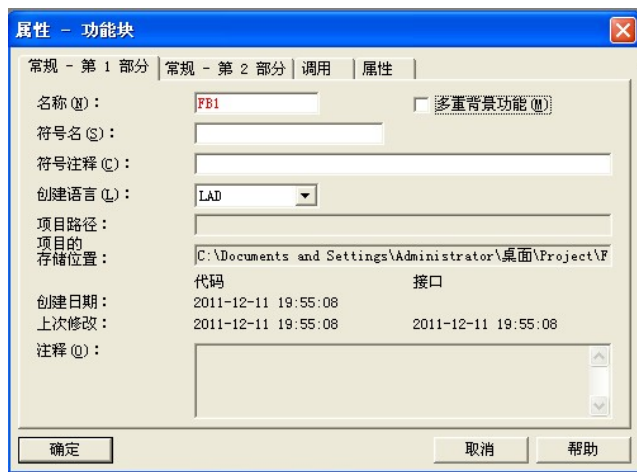 属性 - 功能块
常规 - 第 1 部分 常规 - 第 2 部分 调用 属性
名称(N): FB1 多重背景功能(M)
符号名(S):
符号注释(C):
创建语言(L): LAD
项目路径:
项目的
存储位置: C:\Documents and Settings\Administrator\桌面\Project\F
代码 接口
创建日期: 2011-12-11 19:55:08
上次修改: 2011-12-11 19:55:08 2011-12-11 19:55:08
注释(O):
确定 取消 帮助